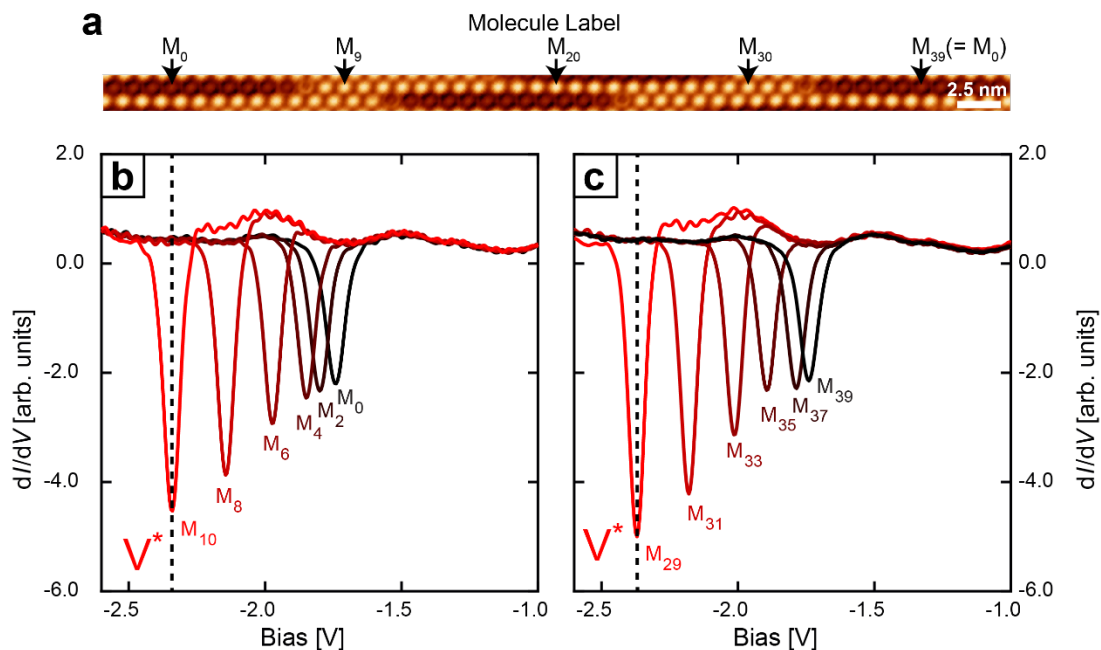 a
Molecule Label
M₀ M₉ M₂₀ M₃₀ M₃₉(= M₀)
2.5 nm
b
2.0
0.0
-2.0
-4.0
-6.0
dI/dV [arb. units]
M₀
M₂
M₄
M₆
M₈
M₁₀
V*
-2.5 -2.0 -1.5 -1.0
Bias [V]
c
2.0
0.0
-2.0
-4.0
-6.0
dI/dV [arb. units]
M₃₉
M₃₇
M₃₅
M₃₃
M₃₁
M₂₉
V*
-2.5 -2.0 -1.5 -1.0
Bias [V]